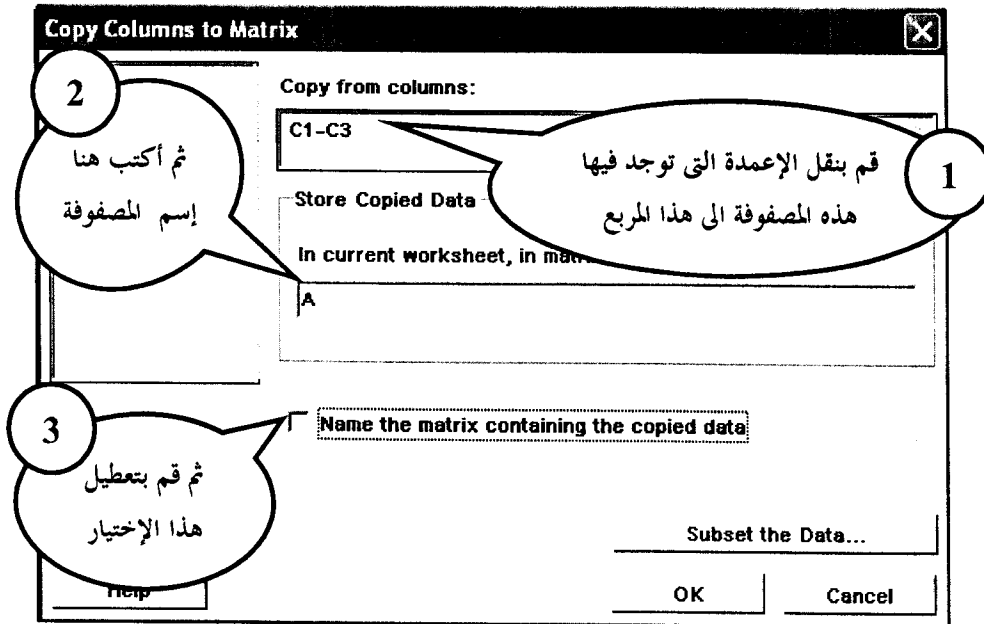 Copy Columns to Matrix
2
ثم أكتب هنا
إسم المصفوفة
Copy from columns:
C1-C3
1
قم بنقل الإعمدة التى توجد فيها
هذه المصفوفة الى هذا المربع
Store Copied Data
In current worksheet, in
A
3
ثم قم بتعطيل
هذا الإختيار
Name the matrix containing the copied data
Subset the Data...
Help
OK
Cancel